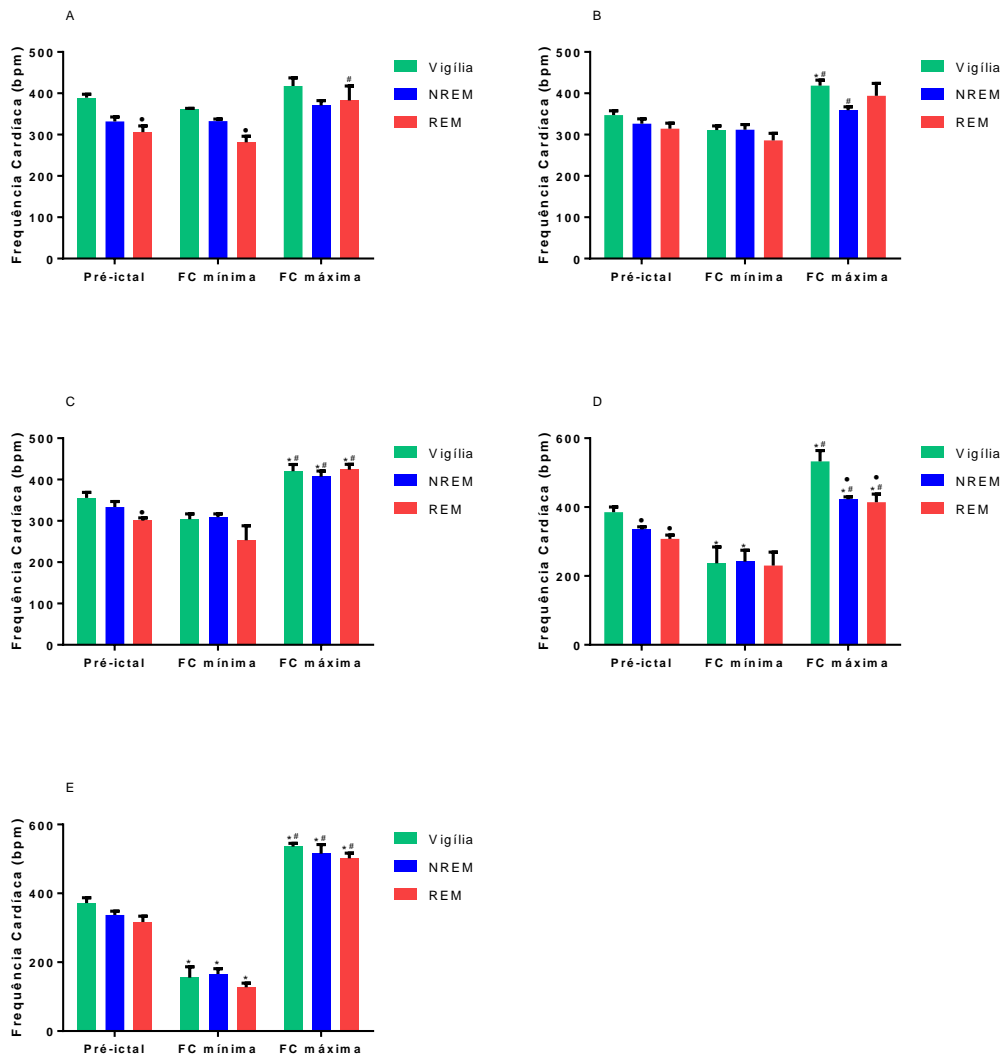 A
Frequência Cardíaca (bpm)
500
400
300
200
100
0
• • #
Pré-ictal FC mínima FC máxima
Vigília
NREM
REM
B
Frequência Cardíaca (bpm)
500
400
300
200
100
0
*# #
Pré-ictal FC mínima FC máxima
Vigília
NREM
REM
C
Frequência Cardíaca (bpm)
500
400
300
200
100
0
• *# *# *#
Pré-ictal FC mínima FC máxima
Vigília
NREM
REM
D
Frequência Cardíaca (bpm)
600
400
200
0
• • * * *# • *# • *#
Pré-ictal FC mínima FC máxima
Vigília
NREM
REM
E
Frequência Cardíaca (bpm)
600
400
200
0
* * * *# *# *#
Pré-ictal FC mínima FC máxima
Vigília
NREM
REM